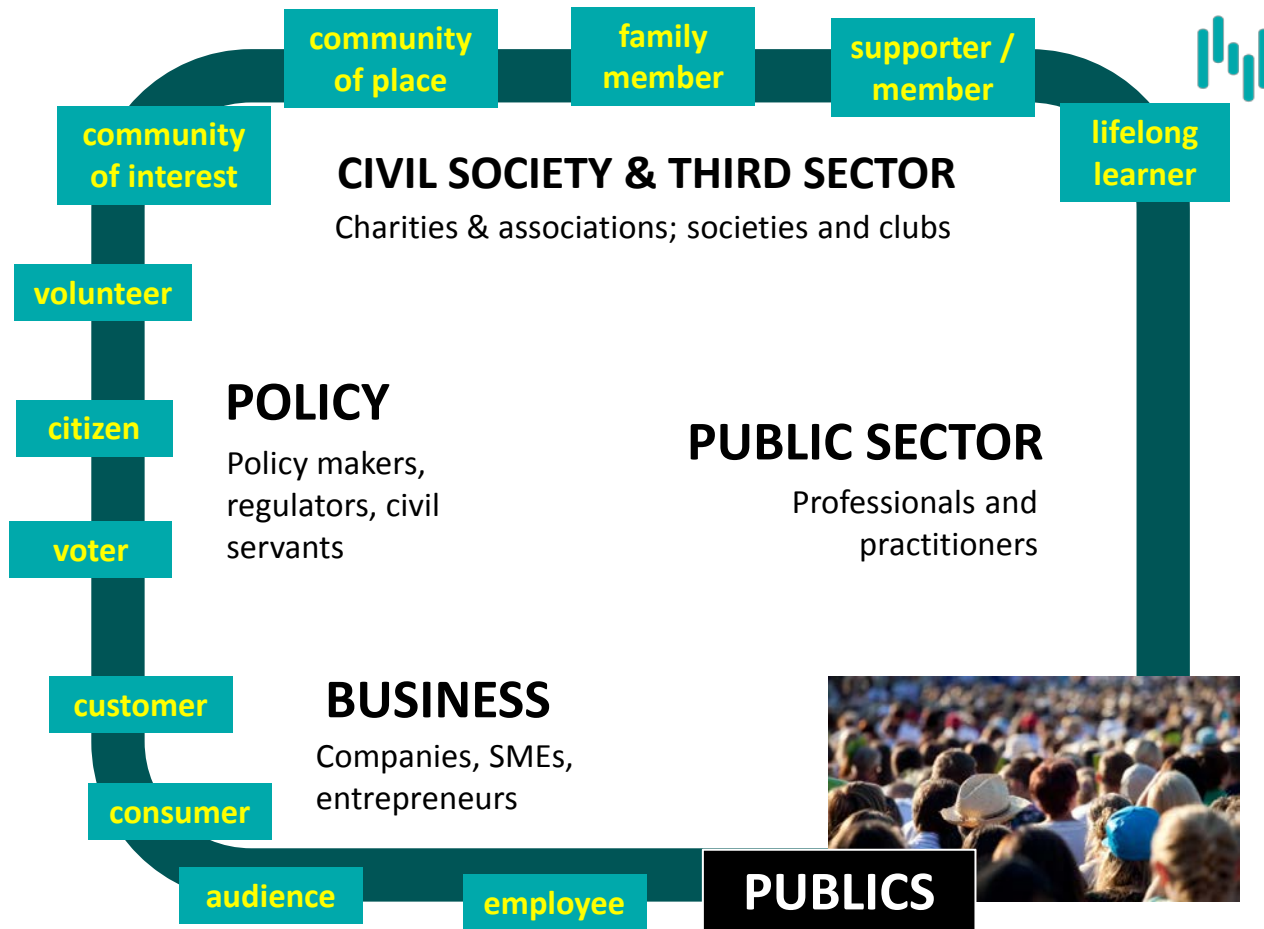 community
of place
family
member
supporter /
member
community
of interest
lifelong
learner
CIVIL SOCIETY & THIRD SECTOR
Charities & associations; societies and clubs
volunteer
citizen
voter
POLICY
Policy makers,
regulators, civil
servants
PUBLIC SECTOR
Professionals and
practitioners
customer
consumer
BUSINESS
Companies, SMEs,
entrepreneurs
audience
employee
PUBLICS